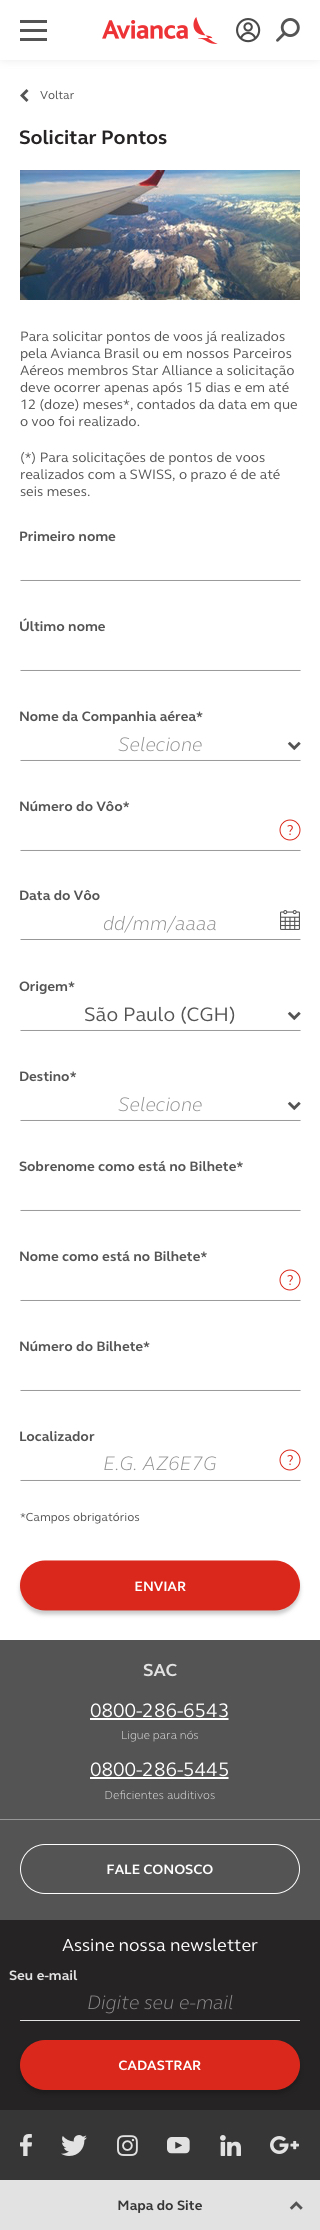 Avianca
Voltar
Solicitar Pontos
Para solicitar pontos de voos já realizados
pela Avianca Brasil ou em nossos Parceiros
Aéreos membros Star Alliance a solicitação
deve ocorrer apenas após 15 dias e em até
12 (doze) meses*, contados da data em que
o voo foi realizado.
(*) Para solicitações de pontos de voos
realizados com a SWISS, o prazo é de até
seis meses.
Primeiro nome
Último nome
Nome da Companhia aérea*
Selecione
Número do Vôo*
?
Data do Vôo
dd/mm/aaaa
Origem*
São Paulo (CGH)
Destino*
Selecione
Sobrenome como está no Bilhete*
Nome como está no Bilhete*
?
Número do Bilhete*
Localizador
E.G. AZ6E7G
?
*Campos obrigatórios
ENVIAR
SAC
0800-286-6543
Ligue para nós
0800-286-5445
Deficientes auditivos
FALE CONOSCO
Assine nossa newsletter
Seu e-mail
Digite seu e-mail
CADASTRAR
Mapa do Site